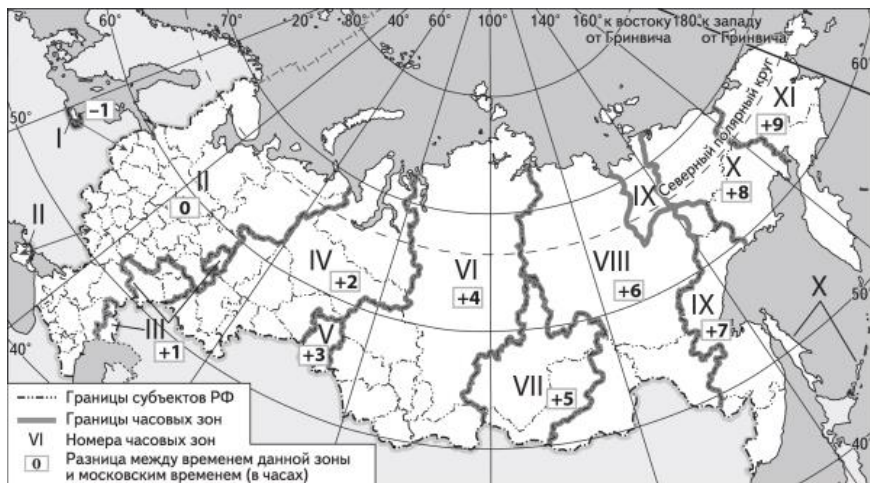 60° 70° 20° 80° 100° 140° 160° к востоку 180° к западу
от Гринвича от Гринвича
60°
50°
–1
I
Северный полярный круг
XI
+9
II
0
IX
X
+8
II
IV
+2
VI
+4
VIII
+6
X
50°
III
+1
V
+3
IX
+7
40°
VII
+5
40°
Границы субъектов РФ
Границы часовых зон
VI Номера часовых зон
0 Разница между временем данной зоны
и московским временем (в часах)